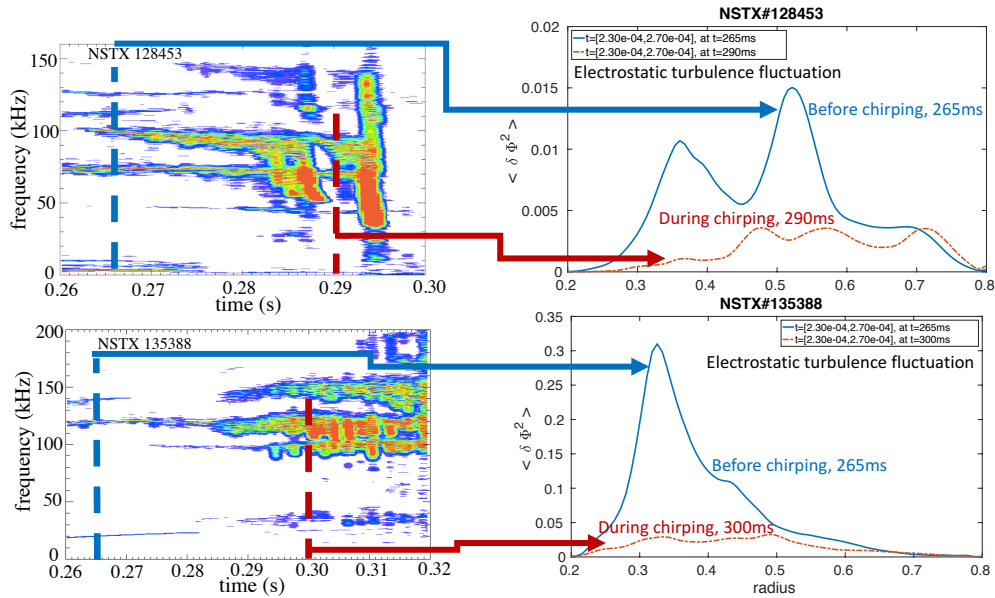 NSTX 128453
150
100
50
0
frequency (kHz)
0.26
0.27
0.28
0.29
0.30
time (s)
NSTX#128453
t=[2.30e-04,2.70e-04], at t=265ms
t=[2.30e-04,2.70e-04], at t=290ms
Electrostatic turbulence fluctuation
Before chirping, 265ms
During chirping, 290ms
0.02
0.015
0.01
0.005
0
< δ Φ² >
0.2
0.3
0.4
0.5
0.6
0.7
0.8
NSTX 135388
200
150
100
50
0
frequency (kHz)
0.26
0.27
0.28
0.29
0.30
0.31
0.32
time (s)
NSTX#135388
t=[2.30e-04,2.70e-04], at t=265ms
t=[2.30e-04,2.70e-04], at t=300ms
Electrostatic turbulence fluctuation
Before chirping, 265ms
During chirping, 300ms
0.35
0.3
0.25
0.2
0.15
0.1
0.05
0
< δ Φ² >
0.2
0.3
0.4
0.5
0.6
0.7
0.8
radius